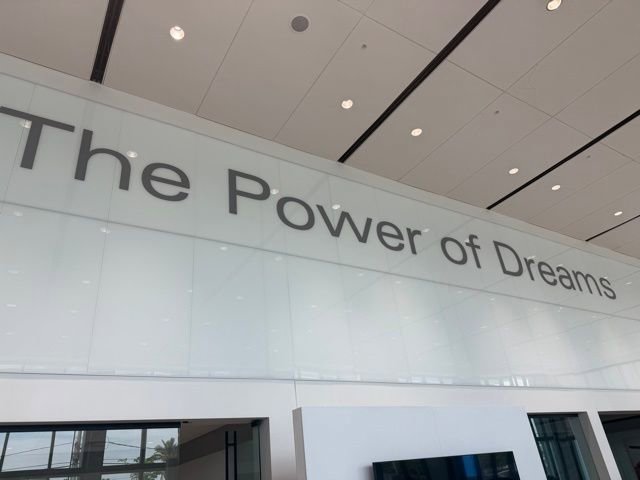 The Power of Dreams